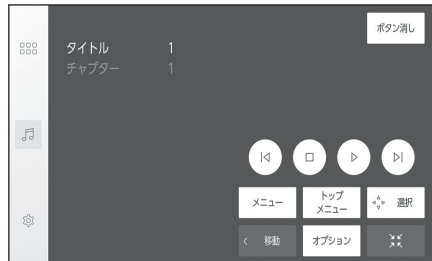 ボタン消し
タイトル 1
チャプター 1
メニュー
トップ
メニュー
選択
移動
オプション